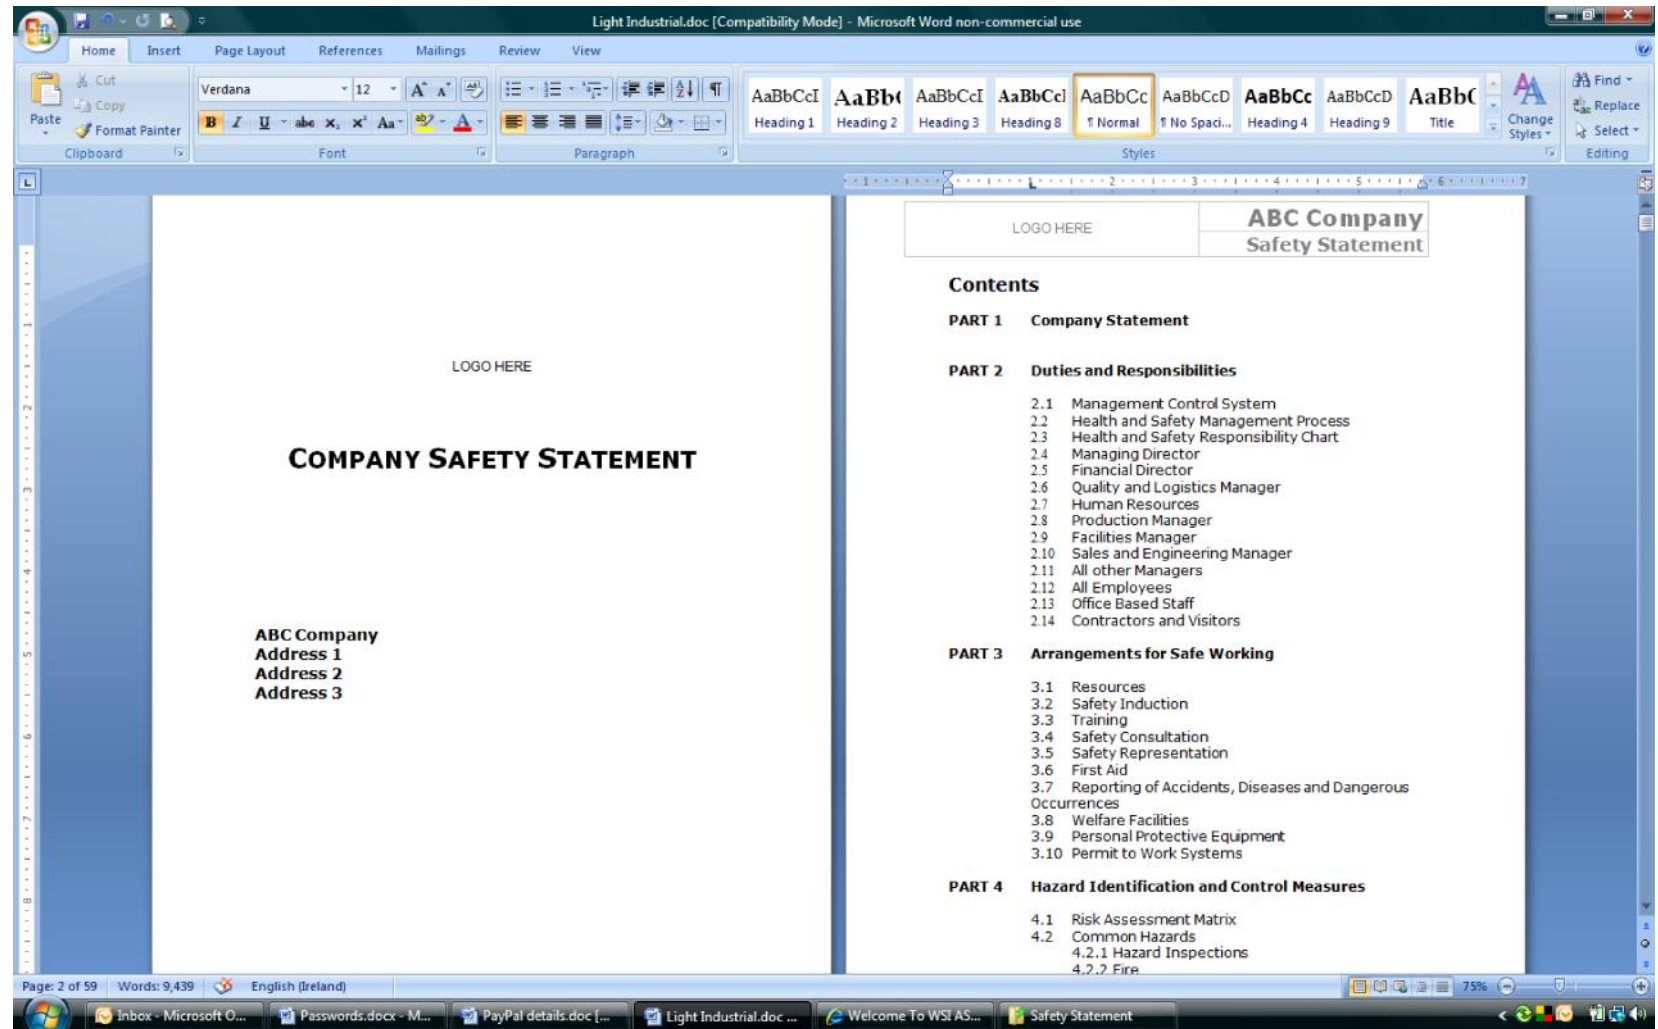 Light Industrial.doc [Compatibility Mode] - Microsoft Word non-commercial use
Home Insert Page Layout References Mailings Review View
Paste
Cut
Copy
Format Painter
Clipboard
Verdana 12
B I U abc x₂ x² Aa
Font
Paragraph
AaBbCcI AaBb( AaBbCcI AaBbCcl AaBbCc AaBbCcD AaBbCc AaBbCcD AaBb(
Heading 1 Heading 2 Heading 3 Heading 8 ¶ Normal ¶ No Spaci... Heading 4 Heading 9 Title
Change Styles
Styles
Find
Replace
Select
Editing
LOGO HERE
COMPANY SAFETY STATEMENT
ABC Company
Address 1
Address 2
Address 3
LOGO HERE
ABC Company
Safety Statement
Contents
PART 1 Company Statement
PART 2 Duties and Responsibilities
2.1 Management Control System
2.2 Health and Safety Management Process
2.3 Health and Safety Responsibility Chart
2.4 Managing Director
2.5 Financial Director
2.6 Quality and Logistics Manager
2.7 Human Resources
2.8 Production Manager
2.9 Facilities Manager
2.10 Sales and Engineering Manager
2.11 All other Managers
2.12 All Employees
2.13 Office Based Staff
2.14 Contractors and Visitors
PART 3 Arrangements for Safe Working
3.1 Resources
3.2 Safety Induction
3.3 Training
3.4 Safety Consultation
3.5 Safety Representation
3.6 First Aid
3.7 Reporting of Accidents, Diseases and Dangerous
Occurrences
3.8 Welfare Facilities
3.9 Personal Protective Equipment
3.10 Permit to Work Systems
PART 4 Hazard Identification and Control Measures
4.1 Risk Assessment Matrix
4.2 Common Hazards
4.2.1 Hazard Inspections
4.2.2 Fire
Page: 2 of 59 Words: 9,439 English (Ireland) 75%
Inbox - Microsoft O... Passwords.docx - M... PayPal details.doc [... Light Industrial.doc ... Welcome To WSI AS... Safety Statement